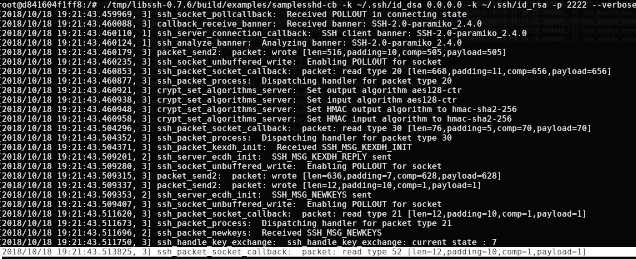 root@d841604f1ff8:/# ./tmp/libssh-0.7.6/build/examples/samplesshd-cb -k ~/.ssh/id_dsa 0.0.0.0 -k ~/.ssh/id_rsa -p 2222 --verbose
[2018/10/18 19:21:43.459969, 3] ssh_socket_pollcallback:  Received POLLOUT in connecting state
[2018/10/18 19:21:43.460088, 3] callback_receive_banner:  Received banner: SSH-2.0-paramiko_2.4.0
[2018/10/18 19:21:43.460110, 1] ssh_server_connection_callback:  SSH client banner: SSH-2.0-paramiko_2.4.0
[2018/10/18 19:21:43.460124, 1] ssh_analyze_banner:  Analyzing banner: SSH-2.0-paramiko_2.4.0
[2018/10/18 19:21:43.460179, 3] packet_send2:  packet: wrote [len=516,padding=10,comp=505,payload=505]
[2018/10/18 19:21:43.460235, 3] ssh_socket_unbuffered_write:  Enabling POLLOUT for socket
[2018/10/18 19:21:43.460857, 3] ssh_packet_socket_callback:  packet: read type 20 [len=668,padding=11,comp=656,payload=656]
[2018/10/18 19:21:43.460877, 3] ssh_packet_process:  Dispatching handler for packet type 20
[2018/10/18 19:21:43.460921, 3] crypt_set_algorithms_server:  Set output algorithm aes128-ctr
[2018/10/18 19:21:43.460938, 3] crypt_set_algorithms_server:  Set input algorithm aes128-ctr
[2018/10/18 19:21:43.460948, 3] crypt_set_algorithms_server:  Set HMAC output algorithm to hmac-sha2-256
[2018/10/18 19:21:43.460958, 3] crypt_set_algorithms_server:  Set HMAC input algorithm to hmac-sha2-256
[2018/10/18 19:21:43.504296, 3] ssh_packet_socket_callback:  packet: read type 30 [len=76,padding=5,comp=70,payload=70]
[2018/10/18 19:21:43.504352, 3] ssh_packet_process:  Dispatching handler for packet type 30
[2018/10/18 19:21:43.504371, 3] ssh_packet_kexdh_init:  Received SSH_MSG_KEXDH_INIT
[2018/10/18 19:21:43.509201, 2] ssh_server_ecdh_init:  SSH_MSG_KEXDH_REPLY sent
[2018/10/18 19:21:43.509280, 3] ssh_socket_unbuffered_write:  Enabling POLLOUT for socket
[2018/10/18 19:21:43.509315, 3] packet_send2:  packet: wrote [len=636,padding=7,comp=628,payload=628]
[2018/10/18 19:21:43.509337, 3] packet_send2:  packet: wrote [len=12,padding=10,comp=1,payload=1]
[2018/10/18 19:21:43.509353, 2] ssh_server_ecdh_init:  SSH_MSG_NEWKEYS sent
[2018/10/18 19:21:43.509407, 3] ssh_socket_unbuffered_write:  Enabling POLLOUT for socket
[2018/10/18 19:21:43.511620, 3] ssh_packet_socket_callback:  packet: read type 21 [len=12,padding=10,comp=1,payload=1]
[2018/10/18 19:21:43.511673, 3] ssh_packet_process:  Dispatching handler for packet type 21
[2018/10/18 19:21:43.511696, 2] ssh_packet_newkeys:  Received SSH_MSG_NEWKEYS
[2018/10/18 19:21:43.511750, 3] ssh_handle_key_exchange:  ssh_handle_key_exchange: current state : 7
[2018/10/18 19:21:43.513825, 3] ssh_packet_socket_callback:  packet: read type 52 [len=12,padding=10,comp=1,payload=1]